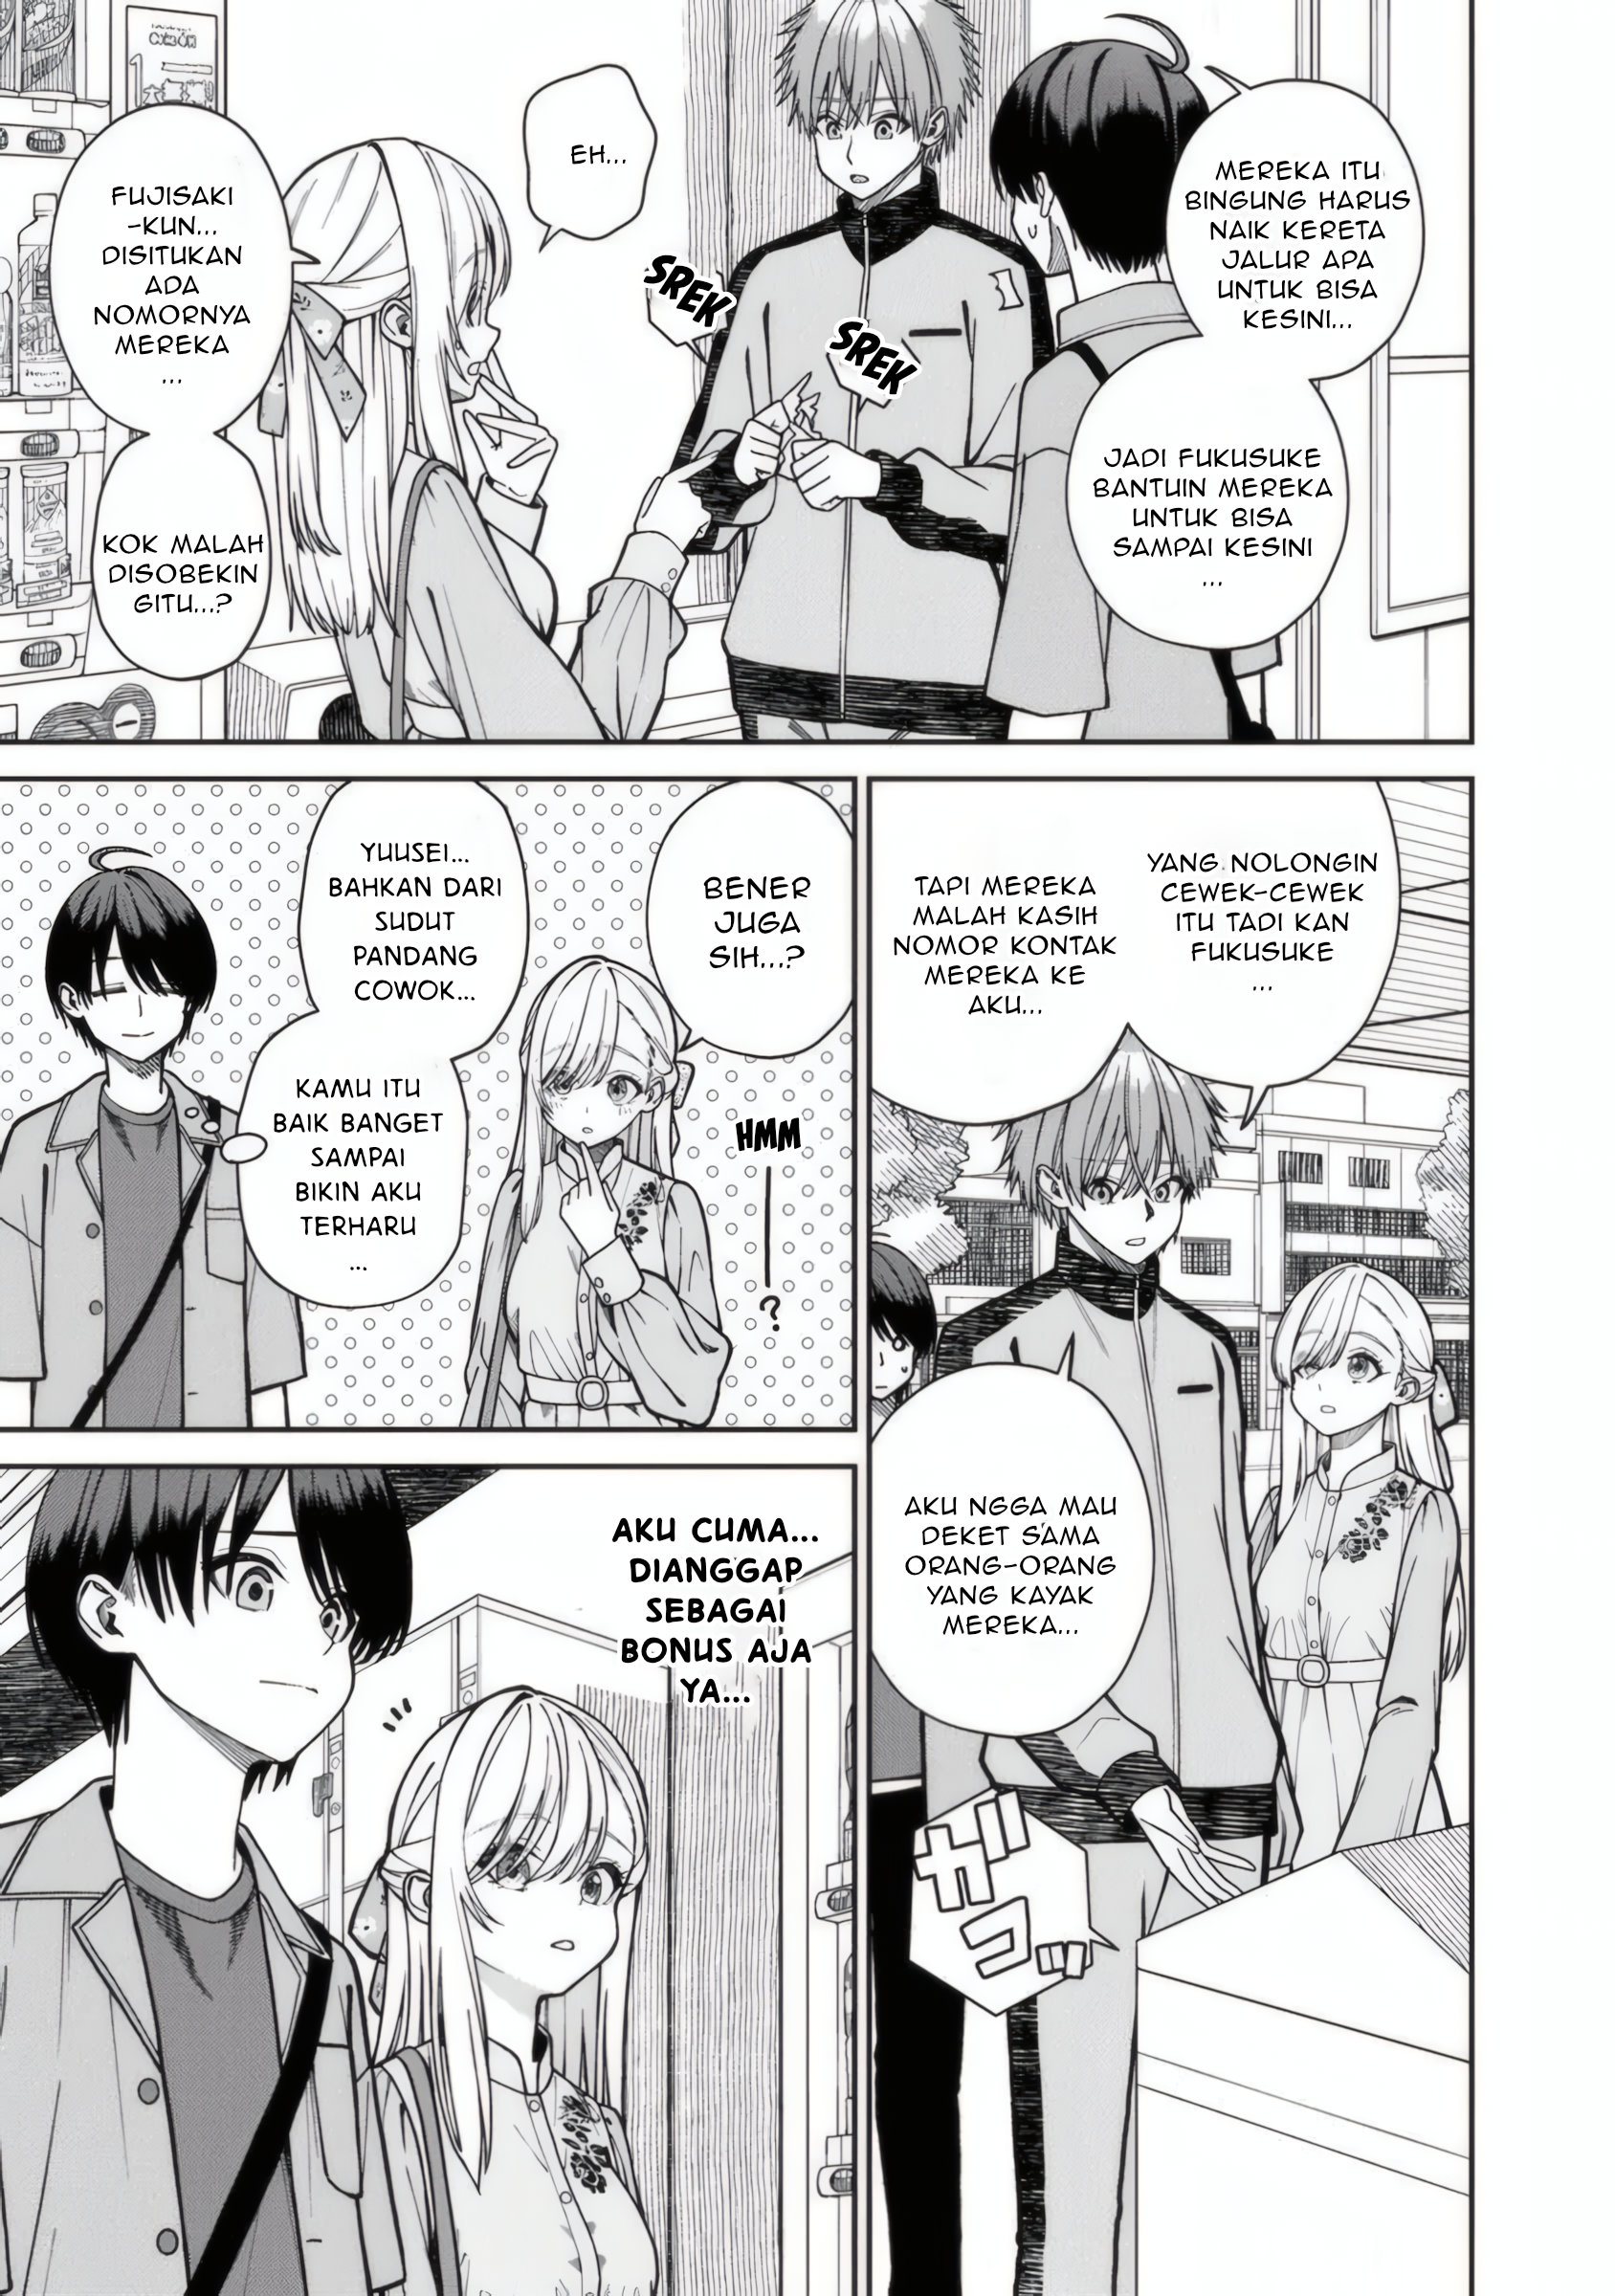 MEREKA ITU
BINGUNG HARUS
NAIK KERETA
JALUR APA
UNTUK BISA
KESINI...
JADI FUKUSUKE
BANTUIN MEREKA
UNTUK BISA
SAMPAI KESINI
...
EH...
SREK
SREK
FUJISAKI
-KUN...
DISITUKAN
ADA
NOMORNYA
MEREKA
...
KOK MALAH
DISOBEKIN
GITU...?
YANG NOLONGIN
CEWEK-CEWEK
ITU TADI KAN
FUKUSUKE
...
TAPI MEREKA
MALAH KASIH
NOMOR KONTAK
MEREKA KE
AKU...
AKU NGGA MAU
DEKET SAMA
ORANG-ORANG
YANG KAYAK
MEREKA...
ガコッ
BENER
JUGA
SIH...?
HMM
?
YUUSEI...
BAHKAN DARI
SUDUT
PANDANG
COWOK...
KAMU ITU
BAIK BANGET
SAMPAI
BIKIN AKU
TERHARU
...
AKU CUMA...
DIANGGAP
SEBAGAI
BONUS AJA
YA...